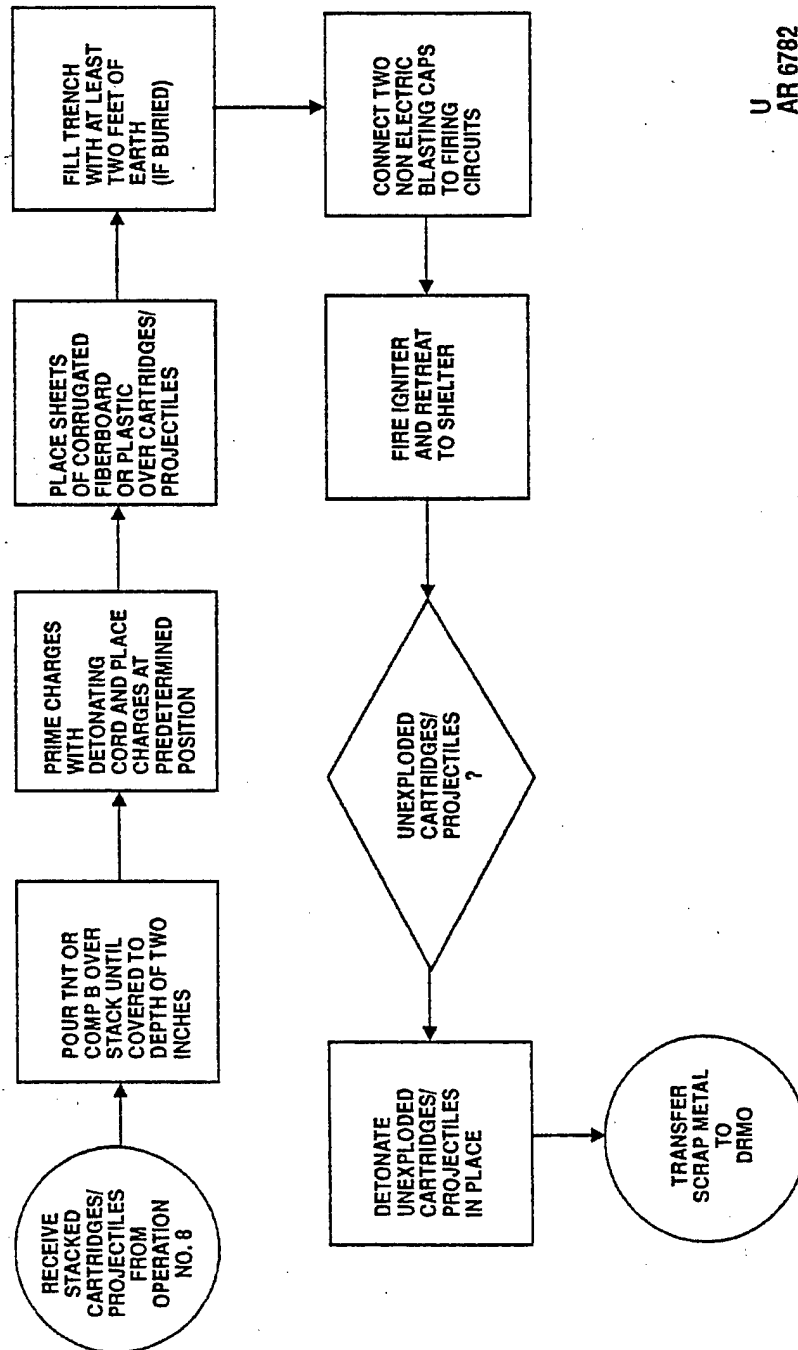 RECEIVE
STACKED
CARTRIDGES/
PROJECTILES
FROM
OPERATION
NO. 8
POUR TNT OR
COMP B OVER
STACK UNTIL
COVERED TO
DEPTH OF TWO
INCHES
PRIME CHARGES
WITH
DETONATING
CORD AND PLACE
CHARGES AT
PREDETERMINED
POSITION
PLACE SHEETS
OF CORRUGATED
FIBERBOARD
OR PLASTIC
OVER CARTRIDGES/
PROJECTILES
FILL TRENCH
WITH AT LEAST
TWO FEET OF
EARTH
(IF BURIED)
CONNECT TWO
NON ELECTRIC
BLASTING CAPS
TO FIRING
CIRCUITS
FIRE IGNITER
AND RETREAT
TO SHELTER
UNEXPLODED
CARTRIDGES/
PROJECTILES
?
DETONATE
UNEXPLODED
CARTRIDGES/
PROJECTILES
IN PLACE
TRANSFER
SCRAP METAL
TO
DRMO
U
AR 6782